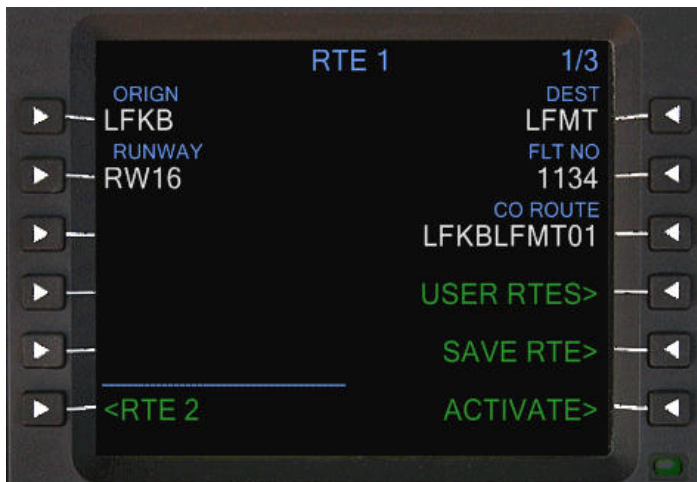 RTE 1 1/3
ORIGN DEST
LFKB LFMT
RUNWAY FLT NO
RW16 1134
CO ROUTE
LFKBLFMT01
USER RTES>
SAVE RTE>
<RTE 2 ACTIVATE>